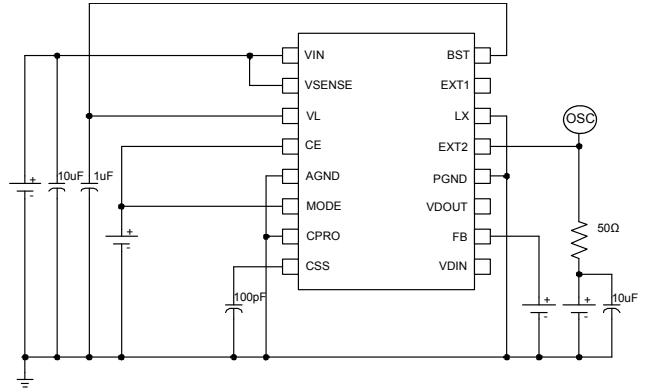 VIN
VSENSE
VL
CE
AGND
MODE
CPRO
CSS
BST
EXT1
LX
EXT2
PGND
VDOUT
FB
VDIN
OSC
+
-
10uF
1uF
+
-
100pF
50Ω
+
-
+
-
10uF